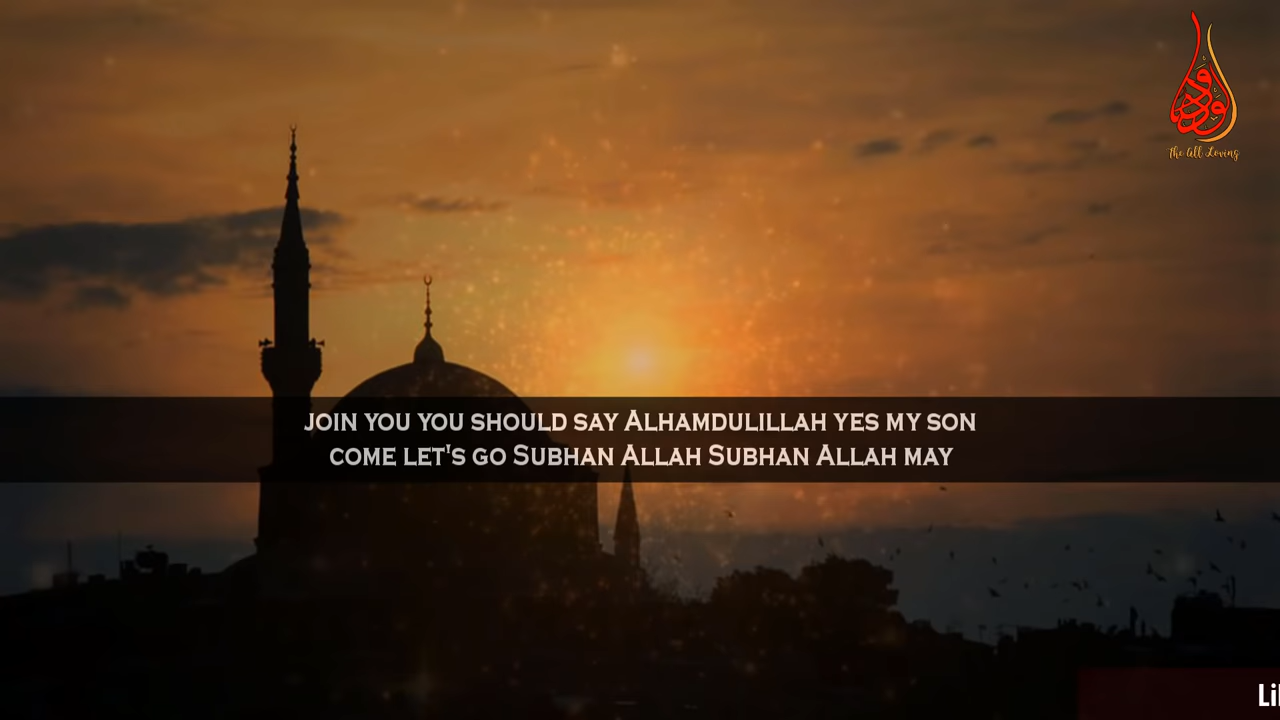 الودود
The All Loving
JOIN YOU YOU SHOULD SAY ALHAMDULILLAH YES MY SON
COME LET'S GO SUBHAN ALLAH SUBHAN ALLAH MAY